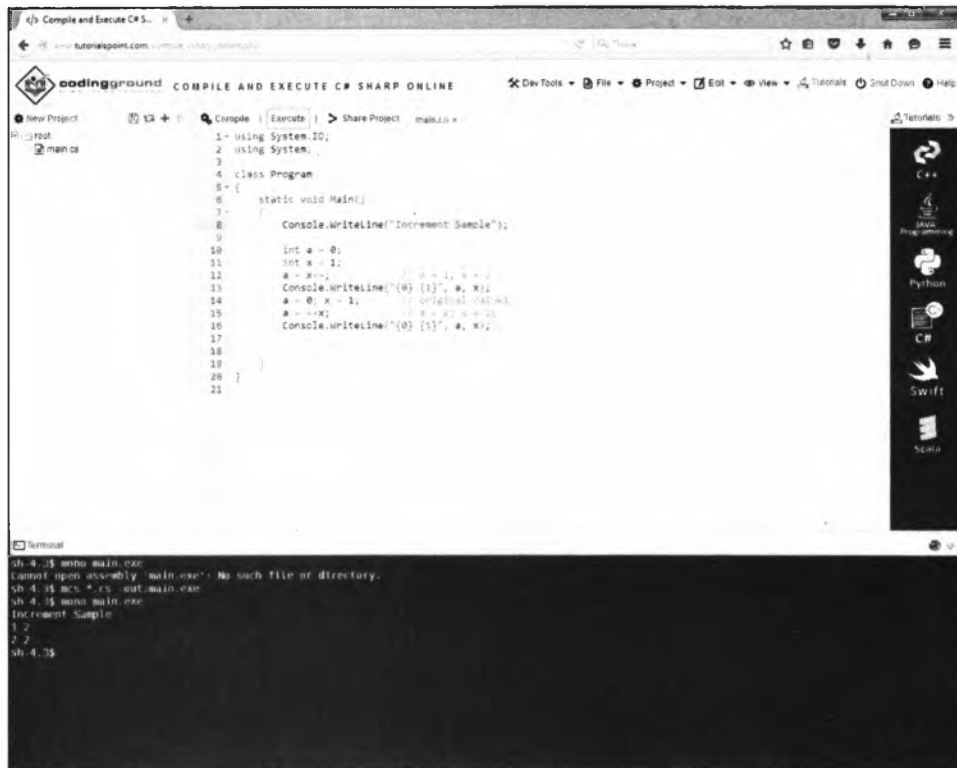 </> Compile and Execute C# S... × +
tutorialspoint.com
codingground COMPILE AND EXECUTE C# SHARP ONLINE
Dev Tools File Project Edit View Tutorials Shut Down Help
New Project
Compile | Execute | Share Project main.cs ×
Tutorials
root
main.cs
1 using System.IO;
2 using System;
3
4 class Program
5 {
6 static void Main()
7 {
8 Console.WriteLine("Increment Sample");
9
10 int a = 0;
11 int x = 1;
12 a = x++;
13 Console.WriteLine("{0} {1}", a, x);
14 a = 0; x = 1; // original values
15 a = ++x;
16 Console.WriteLine("{0} {1}", a, x);
17
18
19 }
20 }
21
C++
JAVA Programming
Python
C#
Swift
Scala
Terminal
sh-4.3$ mono main.exe
Cannot open assembly 'main.exe': No such file or directory.
sh-4.3$ mcs *.cs -out:main.exe
sh-4.3$ mono main.exe
Increment Sample
1 2
2 2
sh-4.3$